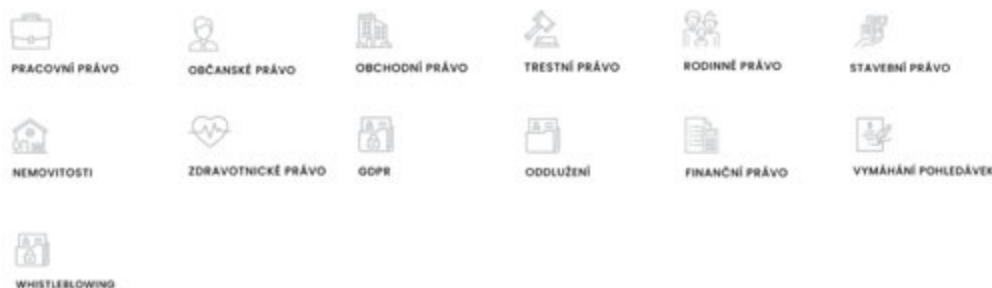 PRACOVNÍ PRÁVO
OBČANSKÉ PRÁVO
OBCHODNÍ PRÁVO
TRESTNÍ PRÁVO
RODINNÉ PRÁVO
STAVEBNÍ PRÁVO
NEMOVITOSTI
ZDRAVOTNICKÉ PRÁVO
GDPR
ODDLUŽENÍ
FINANČNÍ PRÁVO
VYMÁHÁNÍ POHLEDÁVEK
WHISTLEBLOWING